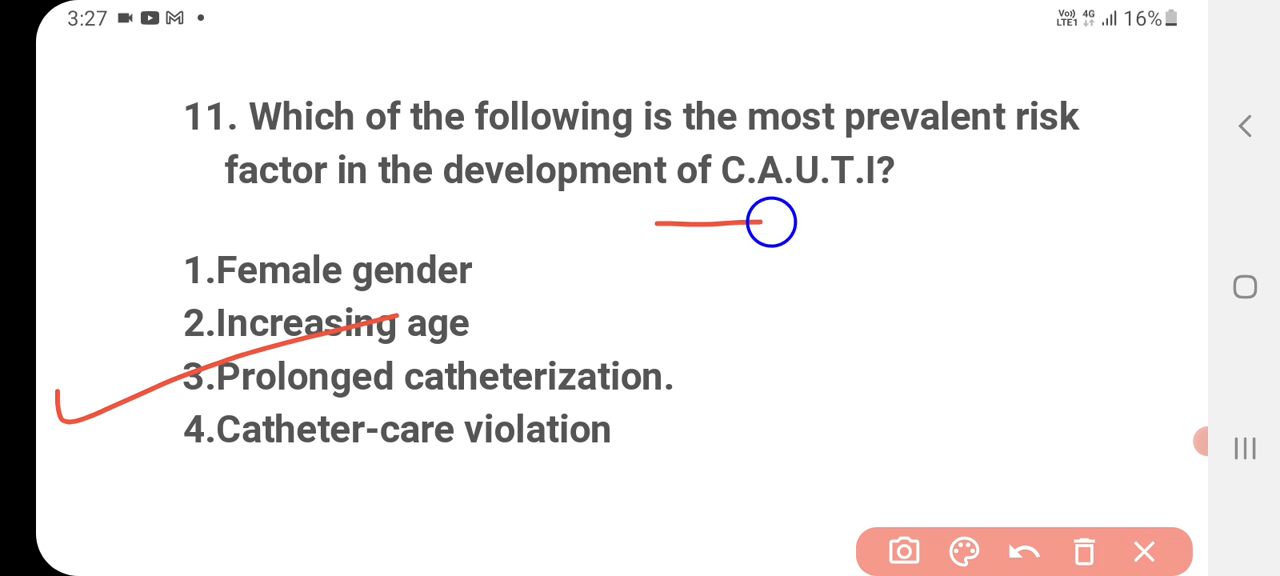 3:27
Vo)) 4G
LTE1 16%
11. Which of the following is the most prevalent risk
factor in the development of C.A.U.T.I?
1.Female gender
2.Increasing age
3.Prolonged catheterization.
4.Catheter-care violation